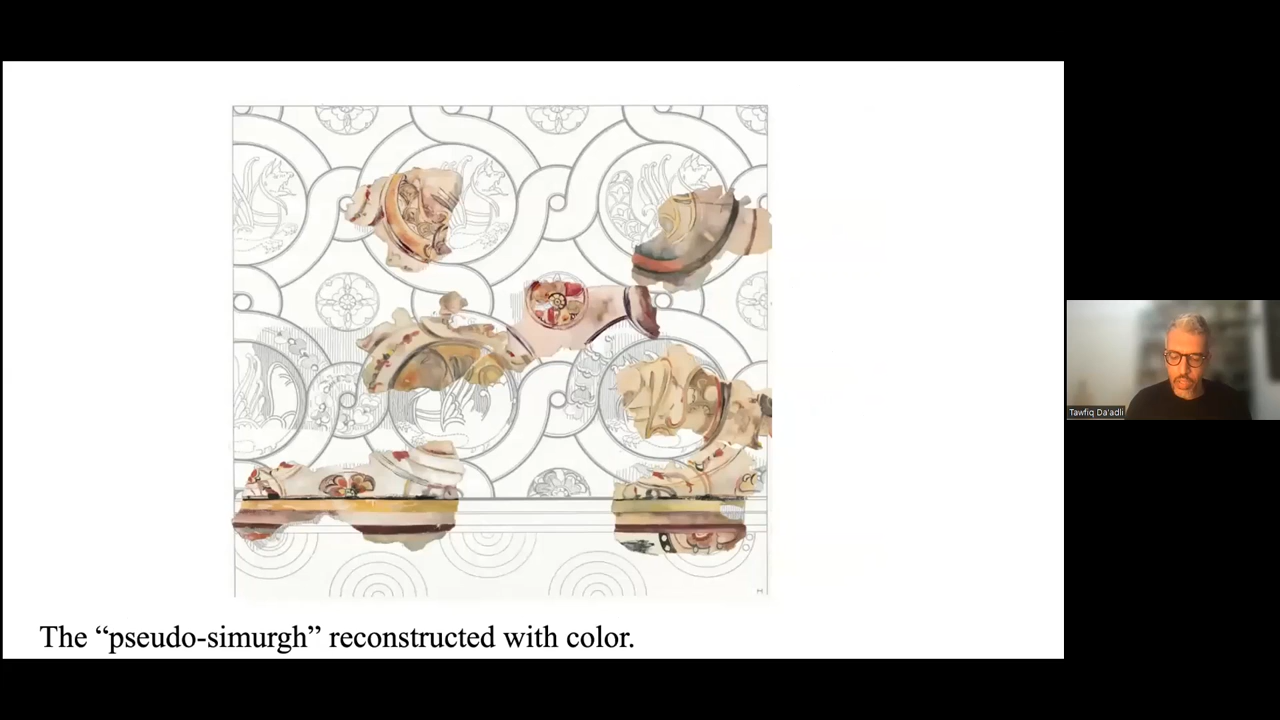 The “pseudo-simurgh” reconstructed with color.
Tawfiq Da'adli